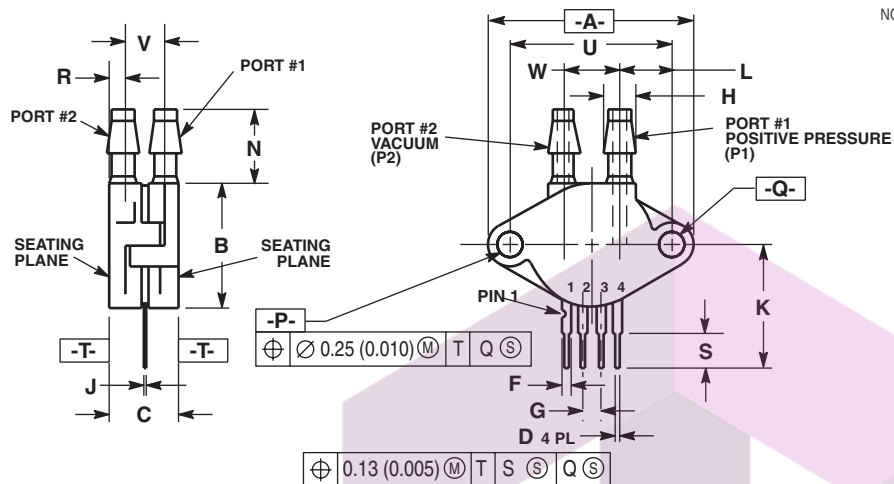 NO
-A-
U
V
W
L
R
PORT #1
H
PORT #2
PORT #2
VACUUM
(P2)
PORT #1
POSITIVE PRESSURE
(P1)
N
-Q-
B
SEATING
PLANE
SEATING
PLANE
PIN 1
1 2 3 4
K
-P-
⌖ ∅ 0.25 (0.010) Ⓜ T Q Ⓢ
S
-T-
-T-
J
F
C
G
D 4 PL
⌖ 0.13 (0.005) Ⓜ T S Ⓢ Q Ⓢ